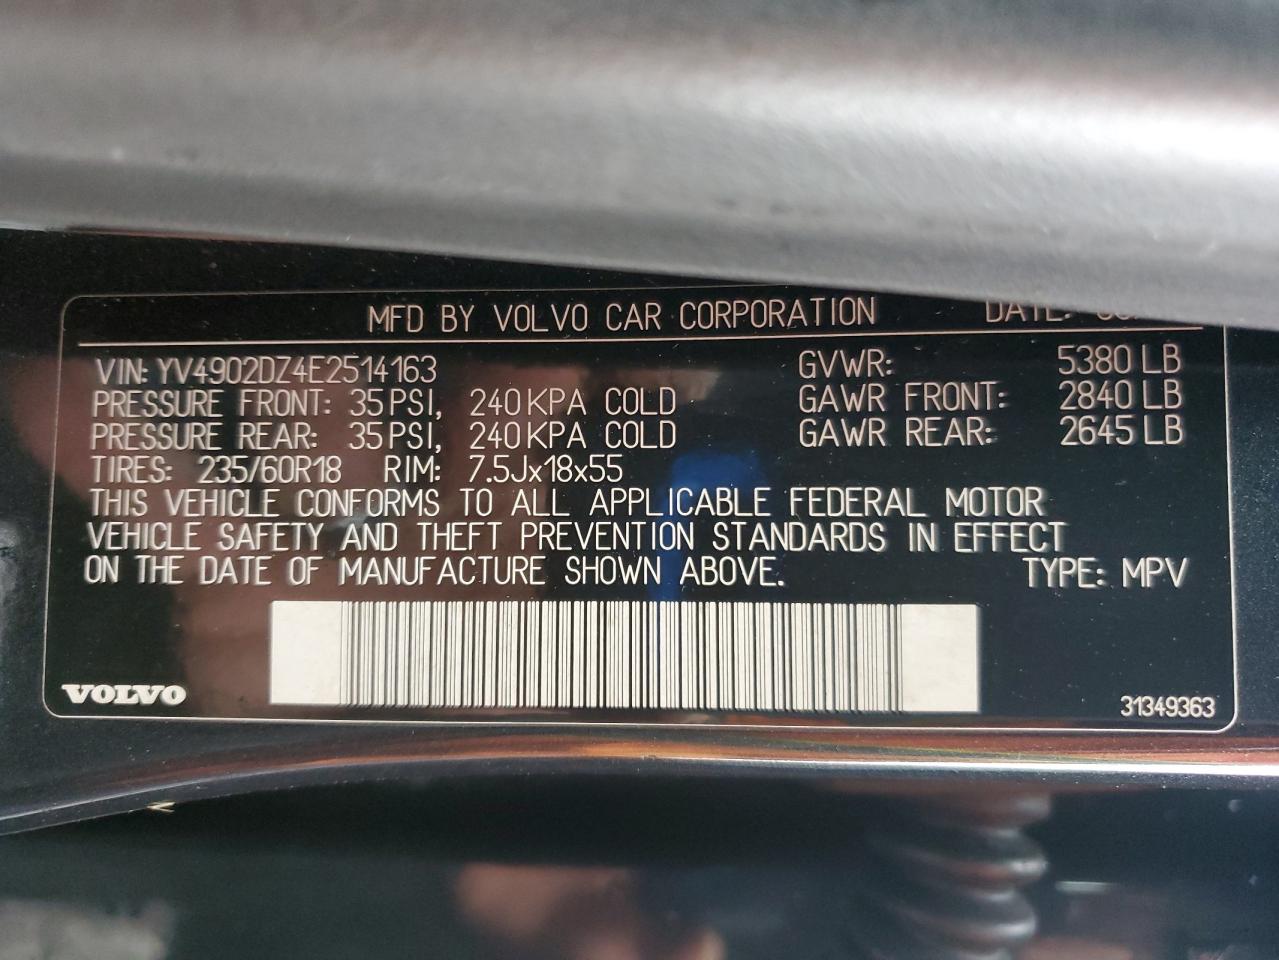 MFD BY VOLVO CAR CORPORATION DATE:
VIN: YV4902DZ4E2514163 GVWR: 5380 LB
PRESSURE FRONT: 35 PSI, 240 KPA COLD GAWR FRONT: 2840 LB
PRESSURE REAR: 35 PSI, 240 KPA COLD GAWR REAR: 2645 LB
TIRES: 235/60R18 RIM: 7.5Jx18x55
THIS VEHICLE CONFORMS TO ALL APPLICABLE FEDERAL MOTOR
VEHICLE SAFETY AND THEFT PREVENTION STANDARDS IN EFFECT
ON THE DATE OF MANUFACTURE SHOWN ABOVE. TYPE: MPV
VOLVO 31349363